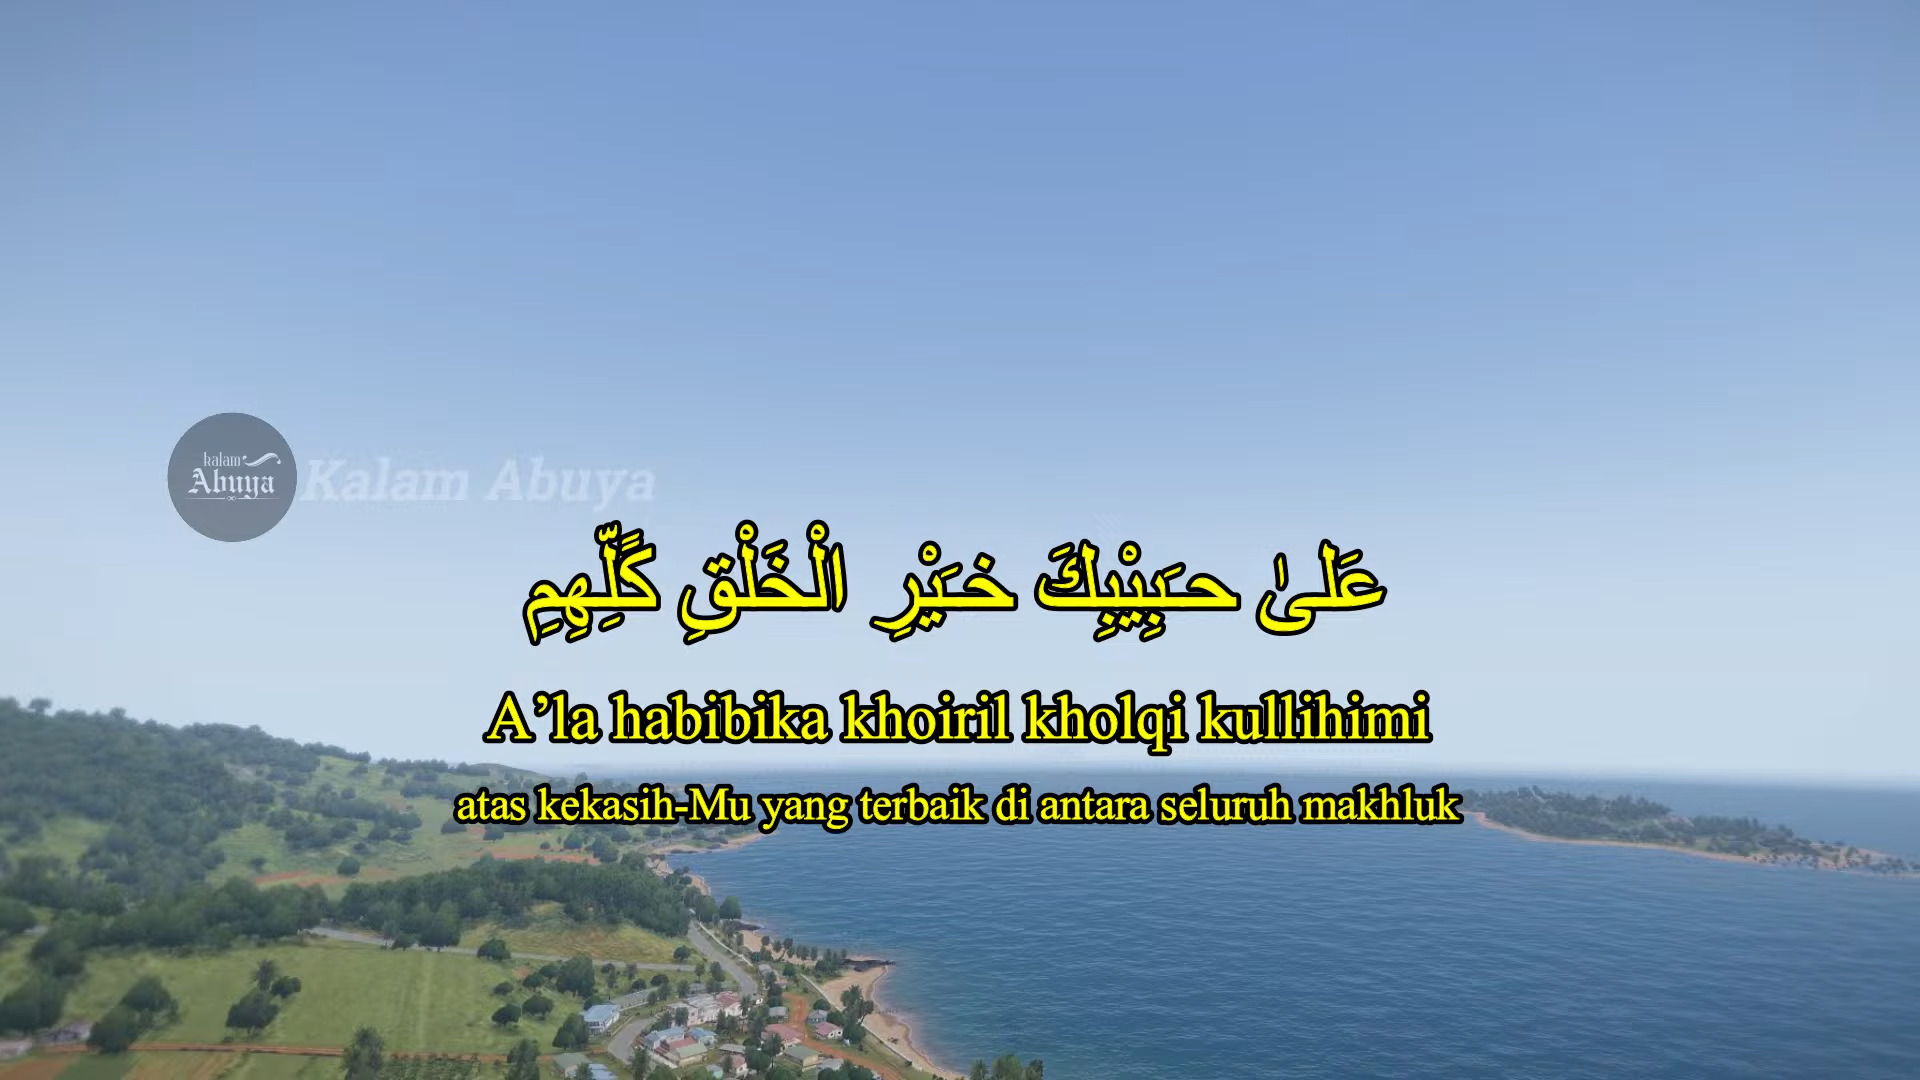 kalam
Abuya
Kalam Abuya
عَلىٰ حَبِيْبِكَ خَيْرِ الْخَلْقِ كًلِّهِمِ
A’la habibika khoiril kholqi kullihimi
atas kekasih-Mu yang terbaik di antara seluruh makhluk